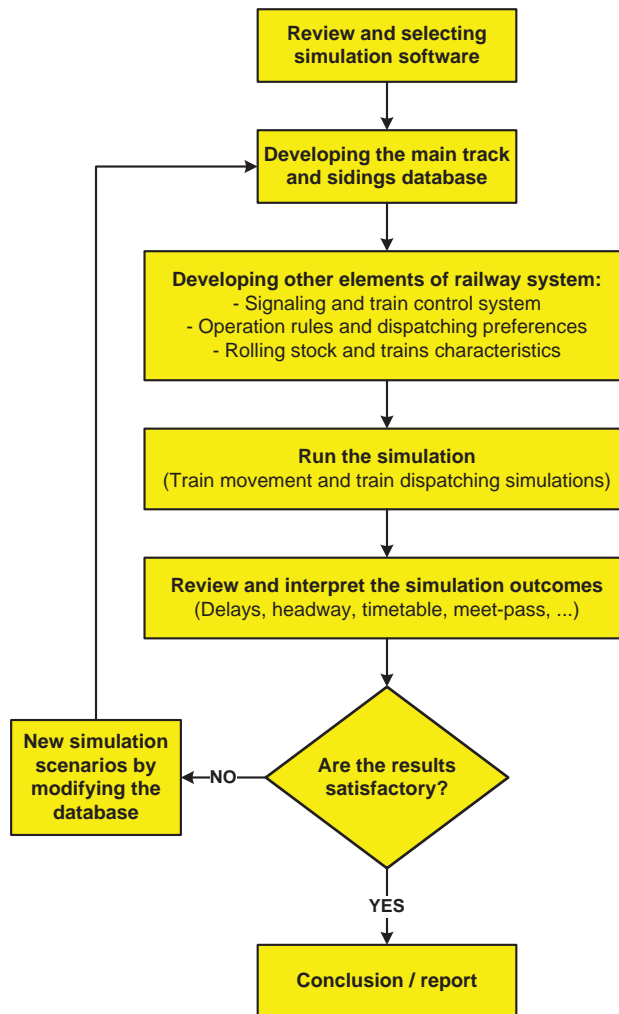 Review and selecting
simulation software
Developing the main track
and sidings database
Developing other elements of railway system:
- Signaling and train control system
- Operation rules and dispatching preferences
- Rolling stock and trains characteristics
Run the simulation
(Train movement and train dispatching simulations)
Review and interpret the simulation outcomes
(Delays, headway, timetable, meet-pass, ...)
Are the results
satisfactory?
NO
New simulation
scenarios by
modifying the
database
YES
Conclusion / report